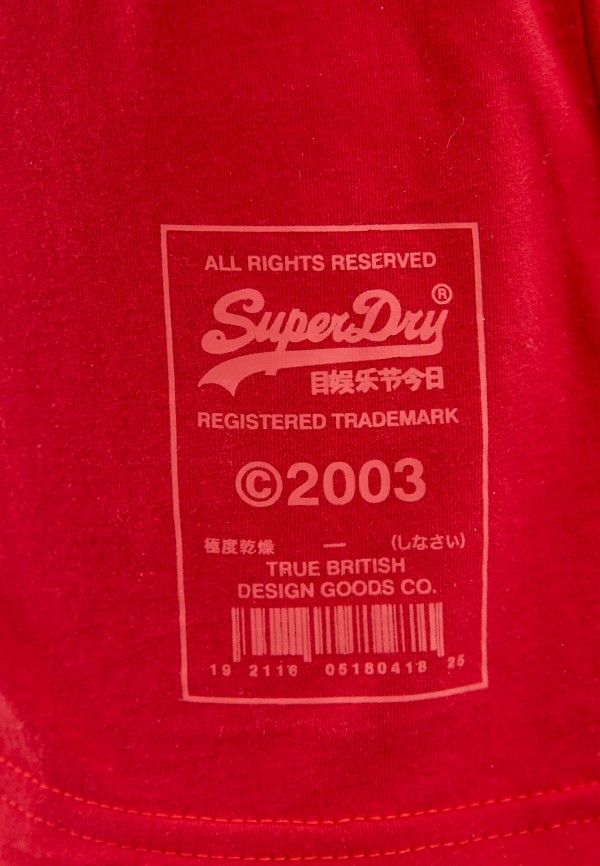 ALL RIGHTS RESERVED
SuperDry®
目娱乐节今日
REGISTERED TRADEMARK
©2003
極度乾燥 — (しなさい)
TRUE BRITISH
DESIGN GOODS CO.
19 2116 05180418 25